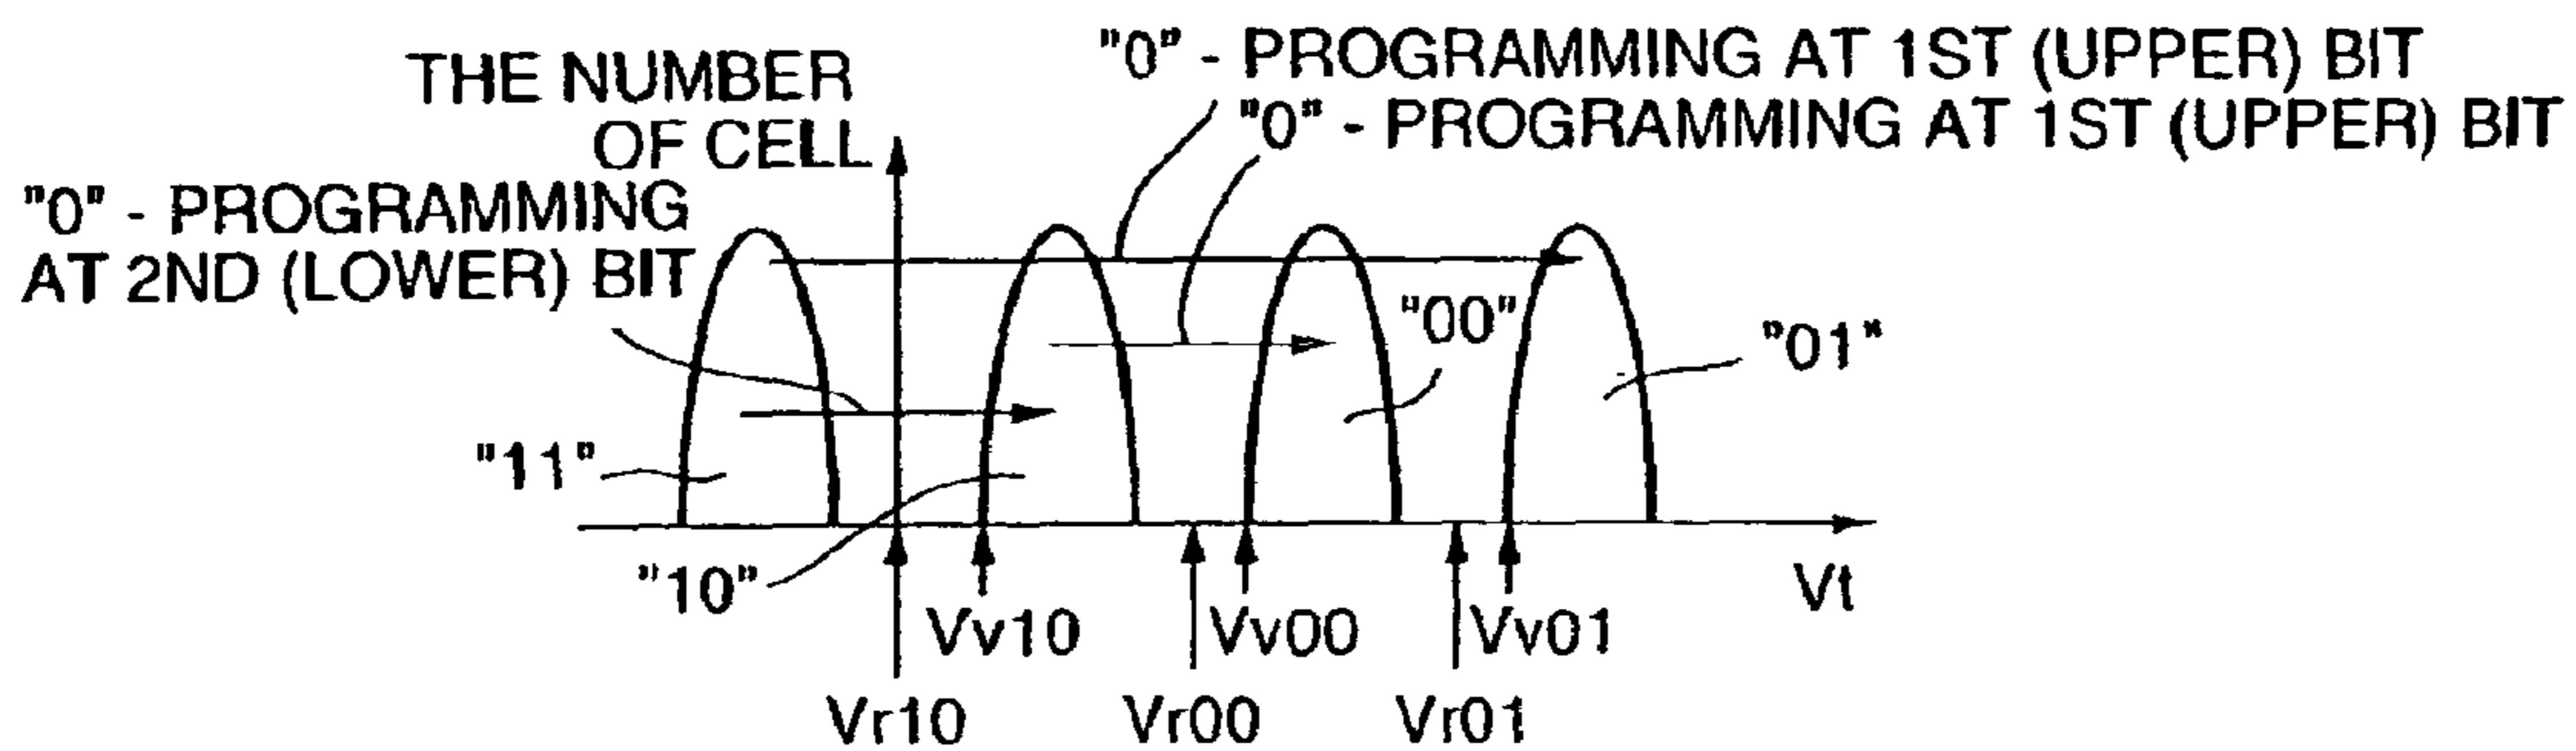 "0" - PROGRAMMING AT 1ST (UPPER) BIT
"0" - PROGRAMMING AT 1ST (UPPER) BIT
THE NUMBER
OF CELL
"0" - PROGRAMMING
AT 2ND (LOWER) BIT
"00"
"01"
"11"
"10"
Vt
Vv10
Vv00
Vv01
Vr10
Vr00
Vr01